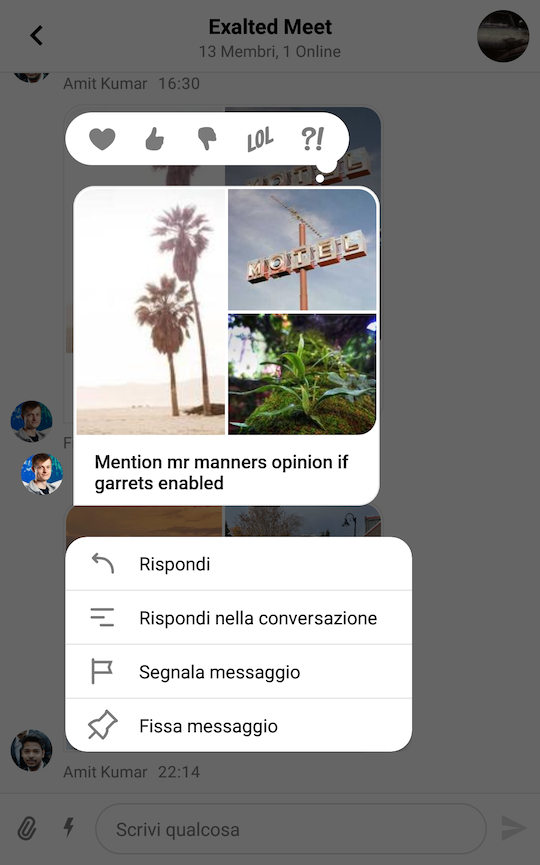 Exalted Meet
13 Membri, 1 Online
Amit Kumar 16:30
LOL ?!
MOTEL
MOTEL
F
Mention mr manners opinion if
garrets enabled
Rispondi
Rispondi nella conversazione
Segnala messaggio
Fissa messaggio
Amit Kumar 22:14
Scrivi qualcosa